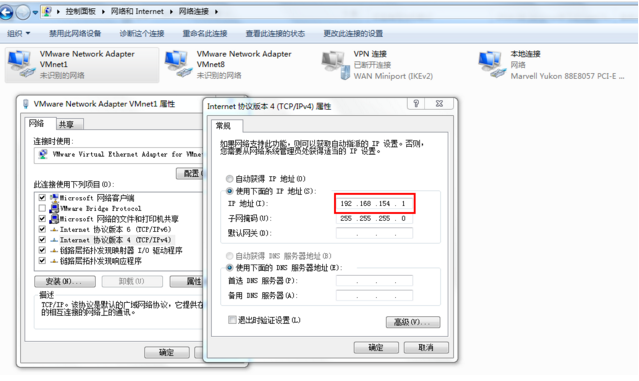 控制面板 ▸ 网络和 Internet ▸ 网络连接 ▸
组织 ▾ 禁用此网络设备 诊断这个连接 重命名此连接 查看此连接的状态 更改此连接的设置
VMware Network Adapter
VMnet1
未识别的网络
VMware Network Adapter
VMnet8
未识别的网络
VPN 连接
已断开连接
WAN Miniport (IKEv2)
本地连接
网络
Marvell Yukon 88E8057 PCI-E ...
VMware Network Adapter VMnet1 属性
网络 共享
连接时使用:
VMware Virtual Ethernet Adapter for VMne
配置(
此连接使用下列项目(O):
Microsoft 网络客户端
VMware Bridge Protocol
Microsoft 网络的文件和打印机共享
Internet 协议版本 6 (TCP/IPv6)
Internet 协议版本 4 (TCP/IPv4)
链路层拓扑发现映射器 I/O 驱动程序
链路层拓扑发现响应程序
安装(N)... 卸载(U) 属性
描述
TCP/IP。该协议是默认的广域网络协议，它提供在
的相互连接的网络上的通讯。
确定
Internet 协议版本 4 (TCP/IPv4) 属性
常规
如果网络支持此功能，则可以获取自动指派的 IP 设置。否则，
您需要从网络系统管理员处获得适当的 IP 设置。
自动获得 IP 地址(O)
使用下面的 IP 地址(S):
IP 地址(I): 192 .168 .154 . 1
子网掩码(U): 255 .255 .255 . 0
默认网关(D): . . .
自动获得 DNS 服务器地址(B)
使用下面的 DNS 服务器地址(E):
首选 DNS 服务器(P): . . .
备用 DNS 服务器(A): . . .
退出时验证设置(L)
高级(V)...
确定 取消